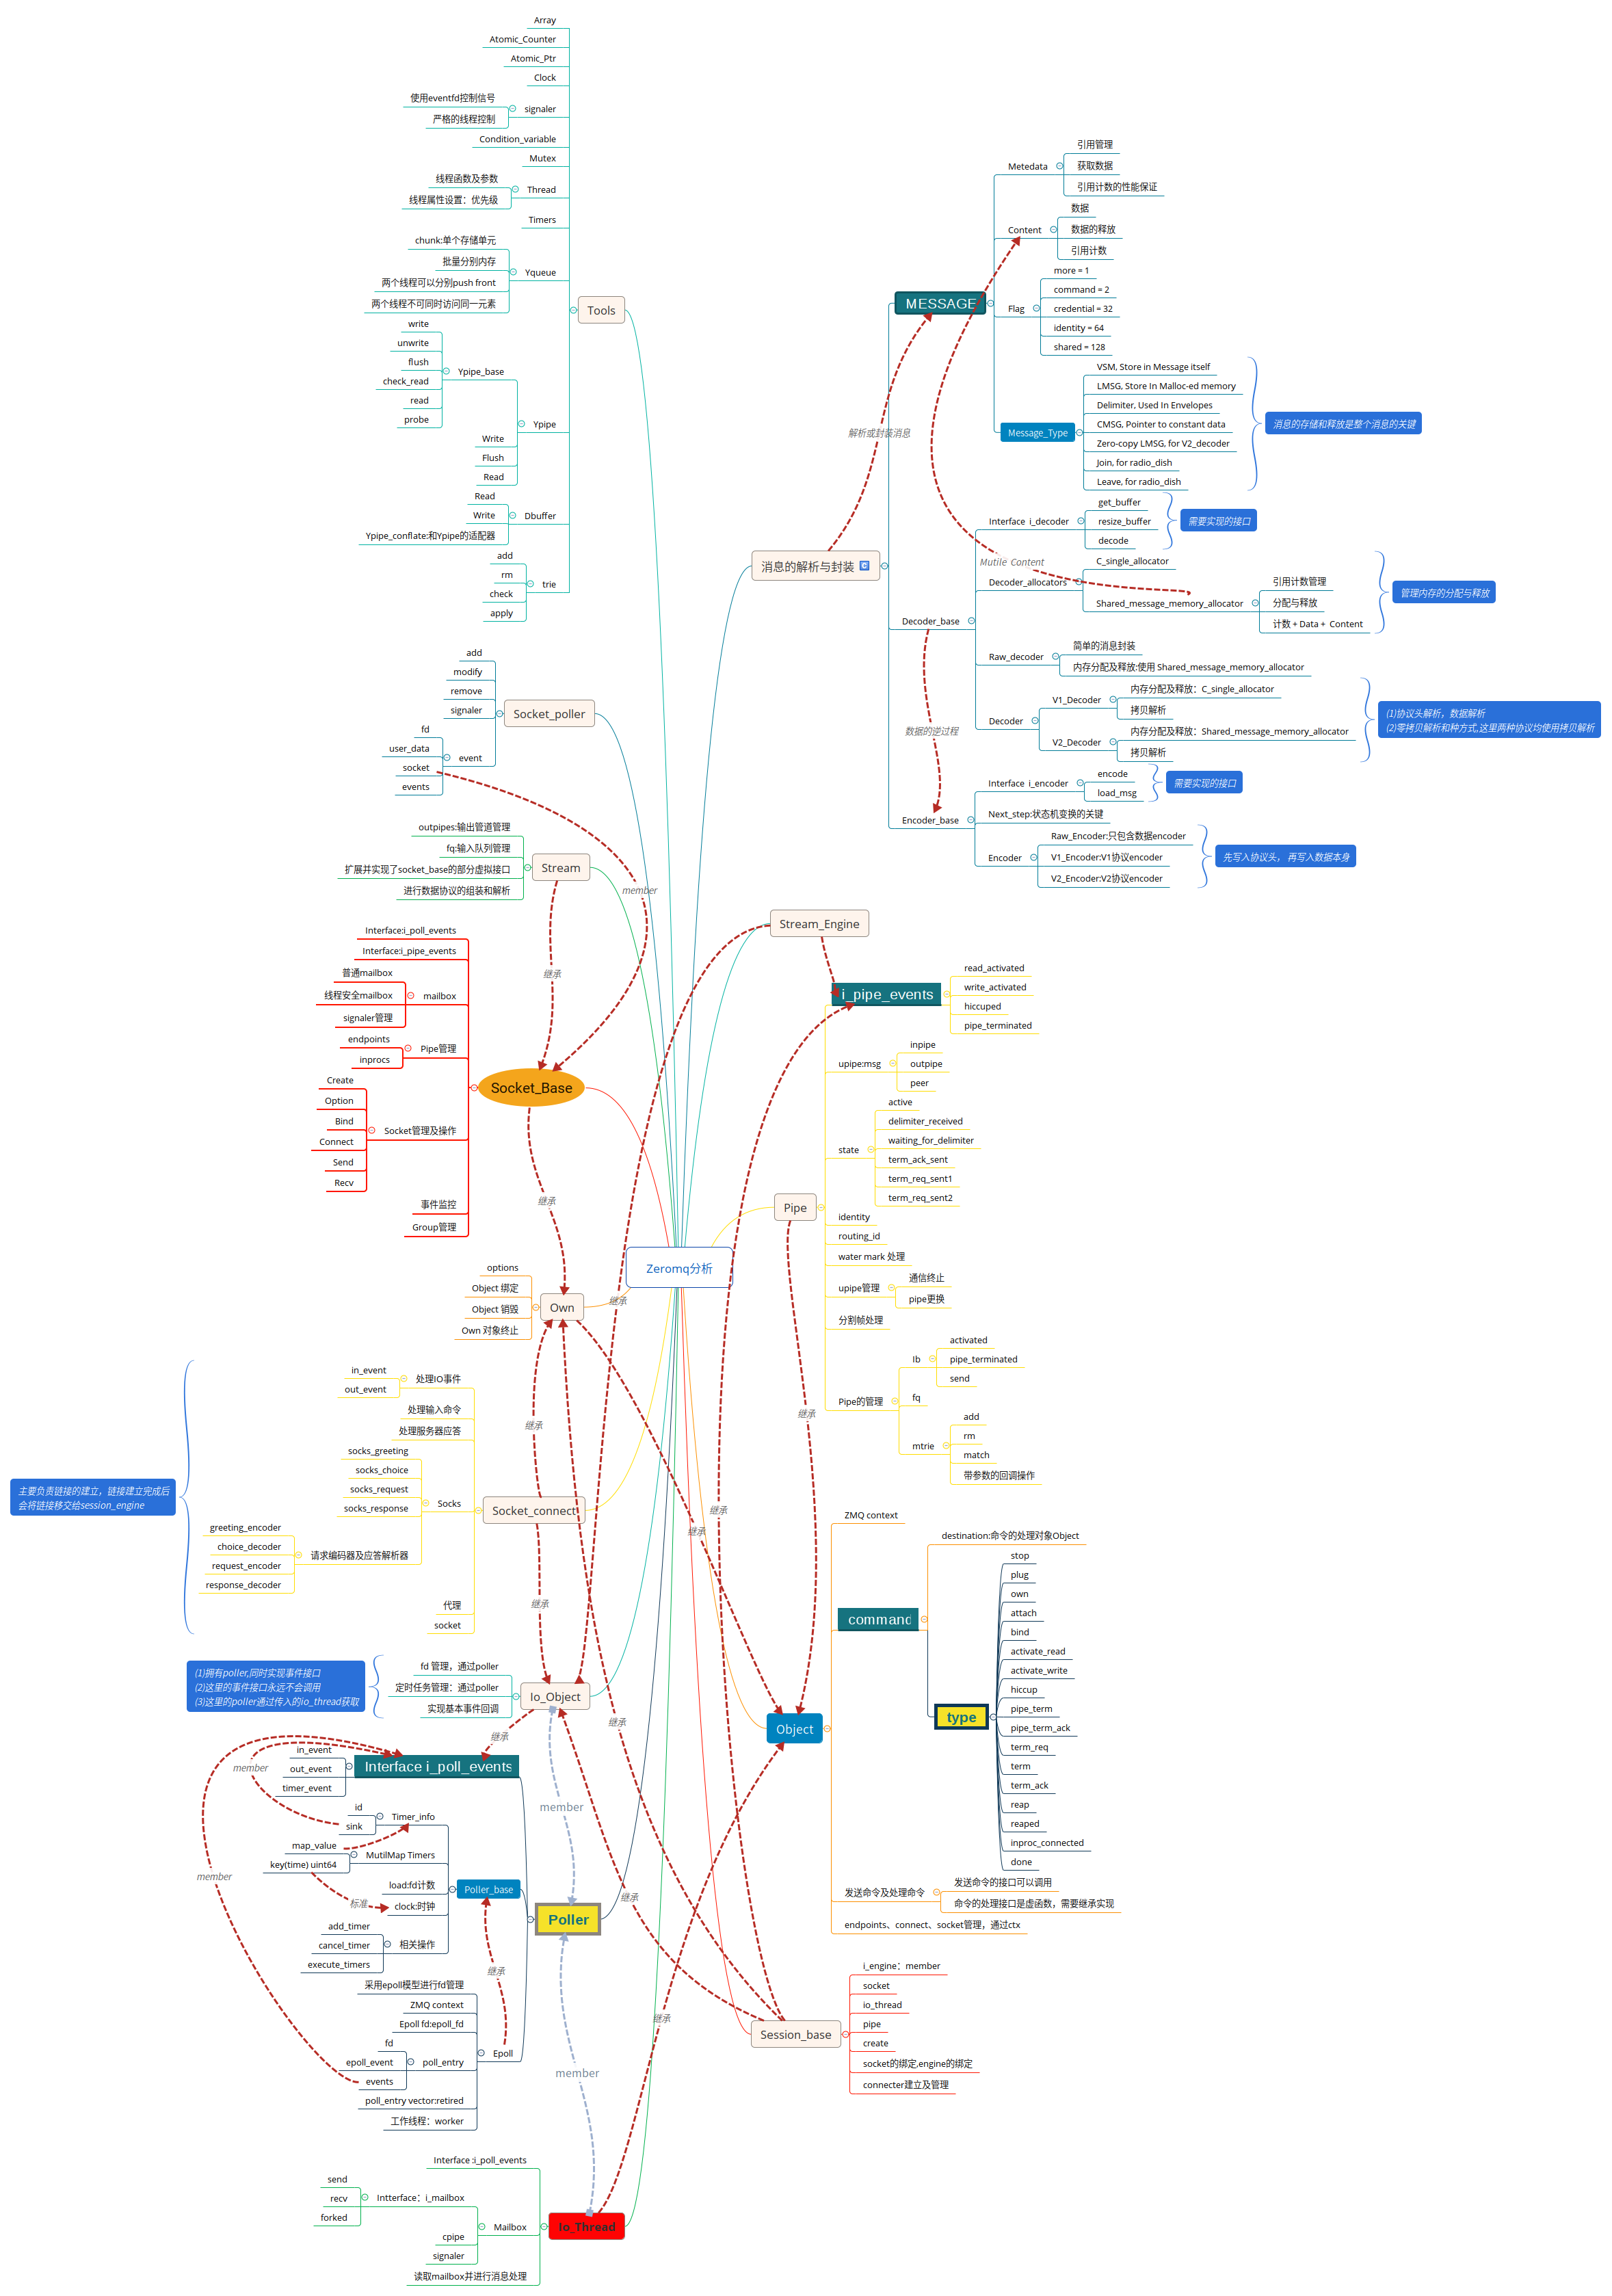 Zeromq分析
Tools
Array
Atomic_Counter
Atomic_Ptr
Clock
signaler
使用eventfd控制信号
严格的线程控制
Condition_variable
Mutex
Thread
线程函数及参数
线程属性设置：优先级
Timers
Yqueue
chunk:单个存储单元
批量分别内存
两个线程可以分别push front
两个线程不可同时访问同一元素
Ypipe
Ypipe_base
write
unwrite
flush
check_read
read
probe
Write
Flush
Read
Dbuffer
Read
Write
Ypipe_conflate:和Ypipe的适配器
trie
add
rm
check
apply
Socket_poller
add
modify
remove
signaler
event
fd
user_data
socket
events
member
Stream
outpipes:输出管道管理
fq:输入队列管理
扩展并实现了socket_base的部分虚拟接口
进行数据协议的组装和解析
继承
Socket_Base
Interface:i_poll_events
Interface:i_pipe_events
mailbox
普通mailbox
线程安全mailbox
signaler管理
Pipe管理
endpoints
inprocs
Socket管理及操作
Create
Option
Bind
Connect
Send
Recv
事件监控
Group管理
继承
Own
options
Object 绑定
Object 销毁
Own 对象终止
继承
继承
Socket_connect
处理IO事件
in_event
out_event
处理输入命令
处理服务器应答
Socks
socks_greeting
socks_choice
socks_request
socks_response
请求编码器及应答解析器
greeting_encoder
choice_decoder
request_encoder
response_decoder
代理
socket
主要负责链接的建立，链接建立完成后
会将链接移交给session_engine
继承
Io_Object
fd 管理，通过poller
定时任务管理：通过poller
实现基本事件回调
(1)拥有poller,同时实现事件接口
(2)这里的事件接口永远不会调用
(3)这里的poller通过传入的io_thread获取
继承
继承
member
Poller
Interface i_poll_events
in_event
out_event
timer_event
member
member
Poller_base
Timer_info
id
sink
MutilMap Timers
map_value
key(time) uint64
load:fd计数
clock:时钟
标准
相关操作
add_timer
cancel_timer
execute_timers
继承
Epoll
采用epoll模型进行fd管理
ZMQ context
Epoll fd:epoll_fd
poll_entry
fd
epoll_event
events
poll_entry vector:retired
工作线程：worker
继承
继承
member
Io_Thread
Interface :i_poll_events
Mailbox
Intterface：i_mailbox
send
recv
forked
cpipe
signaler
读取mailbox并进行消息处理
消息的解析与封装
解析或封装消息
MESSAGE
Metedata
引用管理
获取数据
引用计数的性能保证
Content
数据
数据的释放
引用计数
Flag
more = 1
command = 2
credential = 32
identity = 64
shared = 128
Message_Type
VSM, Store in Message itself
LMSG, Store In Malloc-ed memory
Delimiter, Used In Envelopes
CMSG, Pointer to constant data
Zero-copy LMSG, for V2_decoder
Join, for radio_dish
Leave, for radio_dish
消息的存储和释放是整个消息的关键
Decoder_base
Interface i_decoder
get_buffer
resize_buffer
decode
需要实现的接口
Mutile Content
Decoder_allocators
C_single_allocator
Shared_message_memory_allocator
引用计数管理
分配与释放
计数 + Data + Content
管理内存的分配与释放
Raw_decoder
简单的消息封装
内存分配及释放:使用 Shared_message_memory_allocator
Decoder
V1_Decoder
内存分配及释放：C_single_allocator
拷贝解析
V2_Decoder
内存分配及释放：Shared_message_memory_allocator
拷贝解析
(1)协议头解析，数据解析
(2)零拷贝解析和种方式,这里两种协议均使用拷贝解析
数据的逆过程
Encoder_base
Interface i_encoder
encode
load_msg
需要实现的接口
Next_step:状态机变换的关键
Encoder
Raw_Encoder:只包含数据encoder
V1_Encoder:V1协议encoder
V2_Encoder:V2协议encoder
先写入协议头，再写入数据本身
Stream_Engine
Pipe
i_pipe_events
read_activated
write_activated
hiccuped
pipe_terminated
upipe:msg
inpipe
outpipe
peer
state
active
delimiter_received
waiting_for_delimiter
term_ack_sent
term_req_sent1
term_req_sent2
identity
routing_id
water mark 处理
upipe管理
通信终止
pipe更换
分割帧处理
Pipe的管理
lb
activated
pipe_terminated
send
fq
mtrie
add
rm
match
带参数的回调操作
继承
继承
继承
Object
ZMQ context
command
destination:命令的处理对象Object
type
stop
plug
own
attach
bind
activate_read
activate_write
hiccup
pipe_term
pipe_term_ack
term_req
term
term_ack
reap
reaped
inproc_connected
done
发送命令及处理命令
发送命令的接口可以调用
命令的处理接口是虚函数，需要继承实现
endpoints、connect、socket管理，通过ctx
继承
Session_base
i_engine：member
socket
io_thread
pipe
create
socket的绑定,engine的绑定
connecter建立及管理